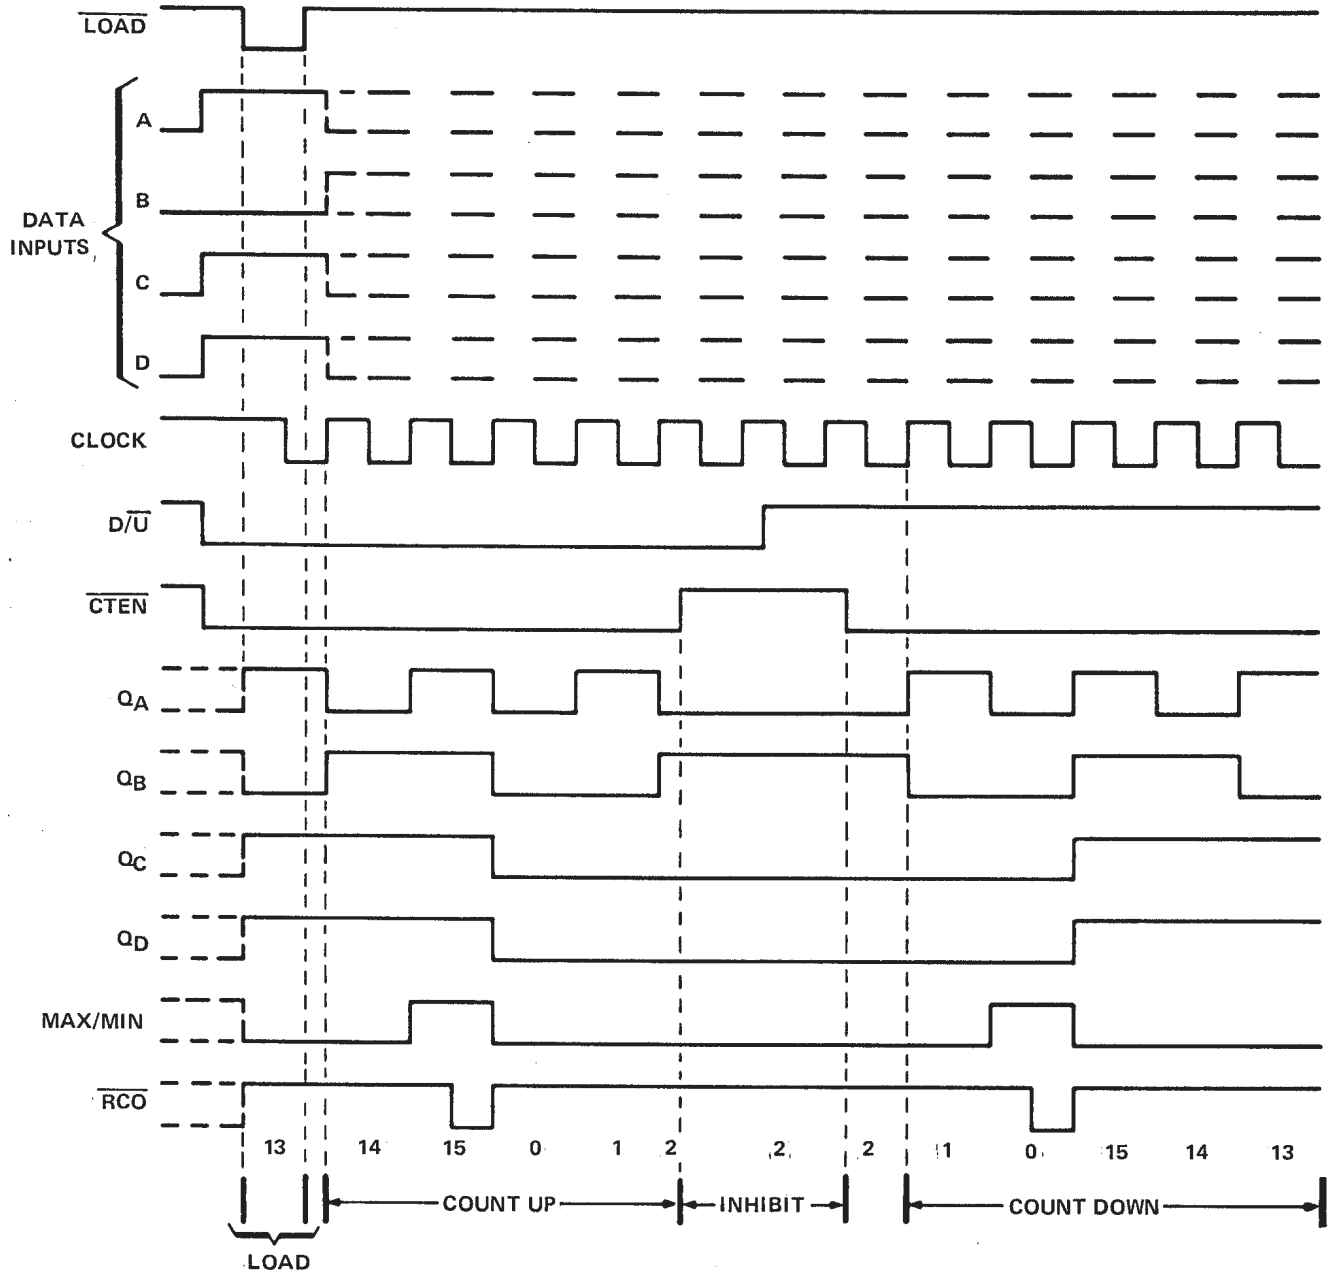 LOAD
A
B
DATA
INPUTS
C
D
CLOCK
D/U
CTEN
QA
QB
QC
QD
MAX/MIN
RCO
13 14 15 0 1 2 2 2 1 0 15 14 13
COUNT UP INHIBIT COUNT DOWN
LOAD